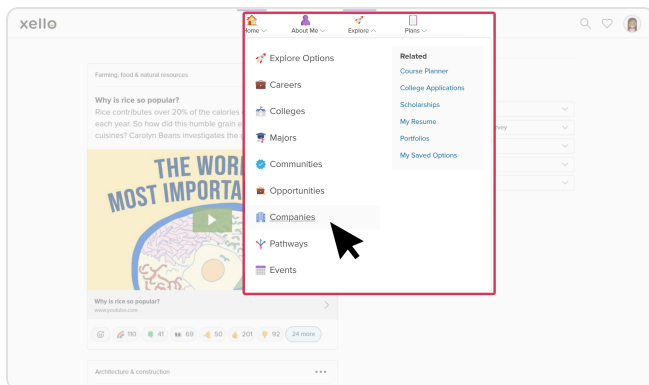 xello
Home
About Me
Explore
Plans
Explore Options
Careers
Colleges
Majors
Communities
Opportunities
Companies
Pathways
Events
Related
Course Planner
College Applications
Scholarships
My Resume
Portfolios
My Saved Options
Farming, food & natural resources
Why is rice so popular?
Rice contributes over 20% of the calories
each year. So how did this humble grain
cuisines? Carolyn Beans investigates the
THE WOR
MOST IMPORTA
Why is rice so popular?
www.youtube.com
110
41
69
50
201
92
24 more
Architecture & construction